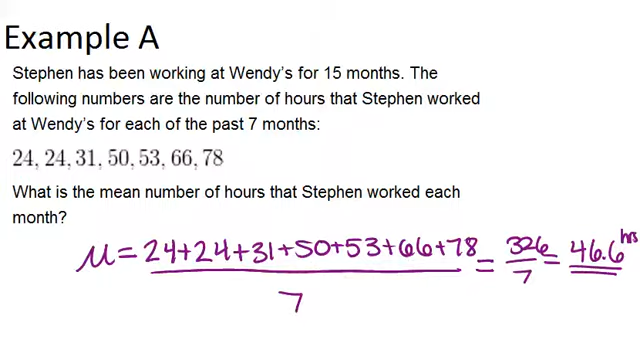 Example A
Stephen has been working at Wendy's for 15 months. The
following numbers are the number of hours that Stephen worked
at Wendy's for each of the past 7 months:
24, 24, 31, 50, 53, 66, 78
What is the mean number of hours that Stephen worked each
month?
μ = 24+24+31+50+53+66+78 / 7 = 326/7 = 46.6 hrs